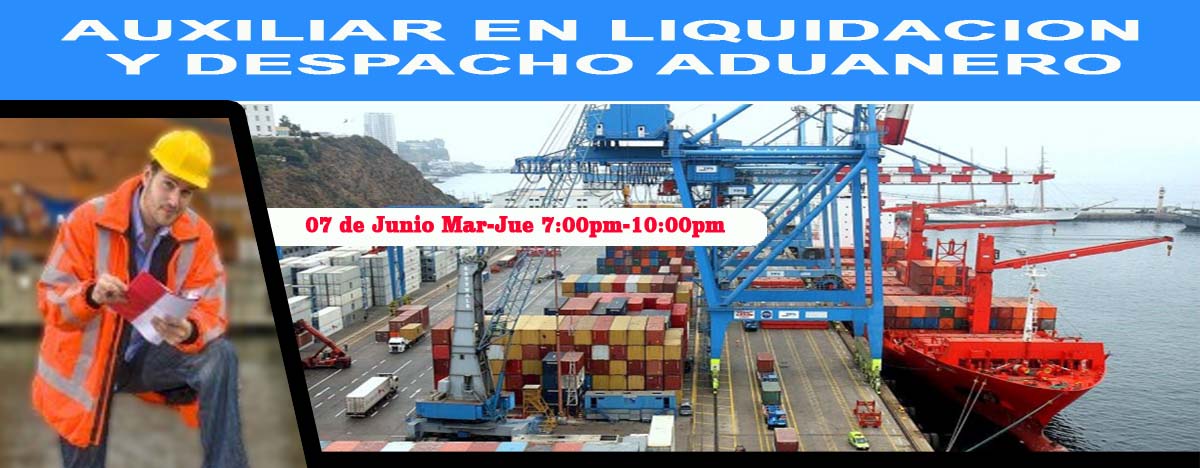 AUXILIAR EN LIQUIDACION
Y DESPACHO ADUANERO
07 de Junio Mar-Jue 7:00pm-10:00pm